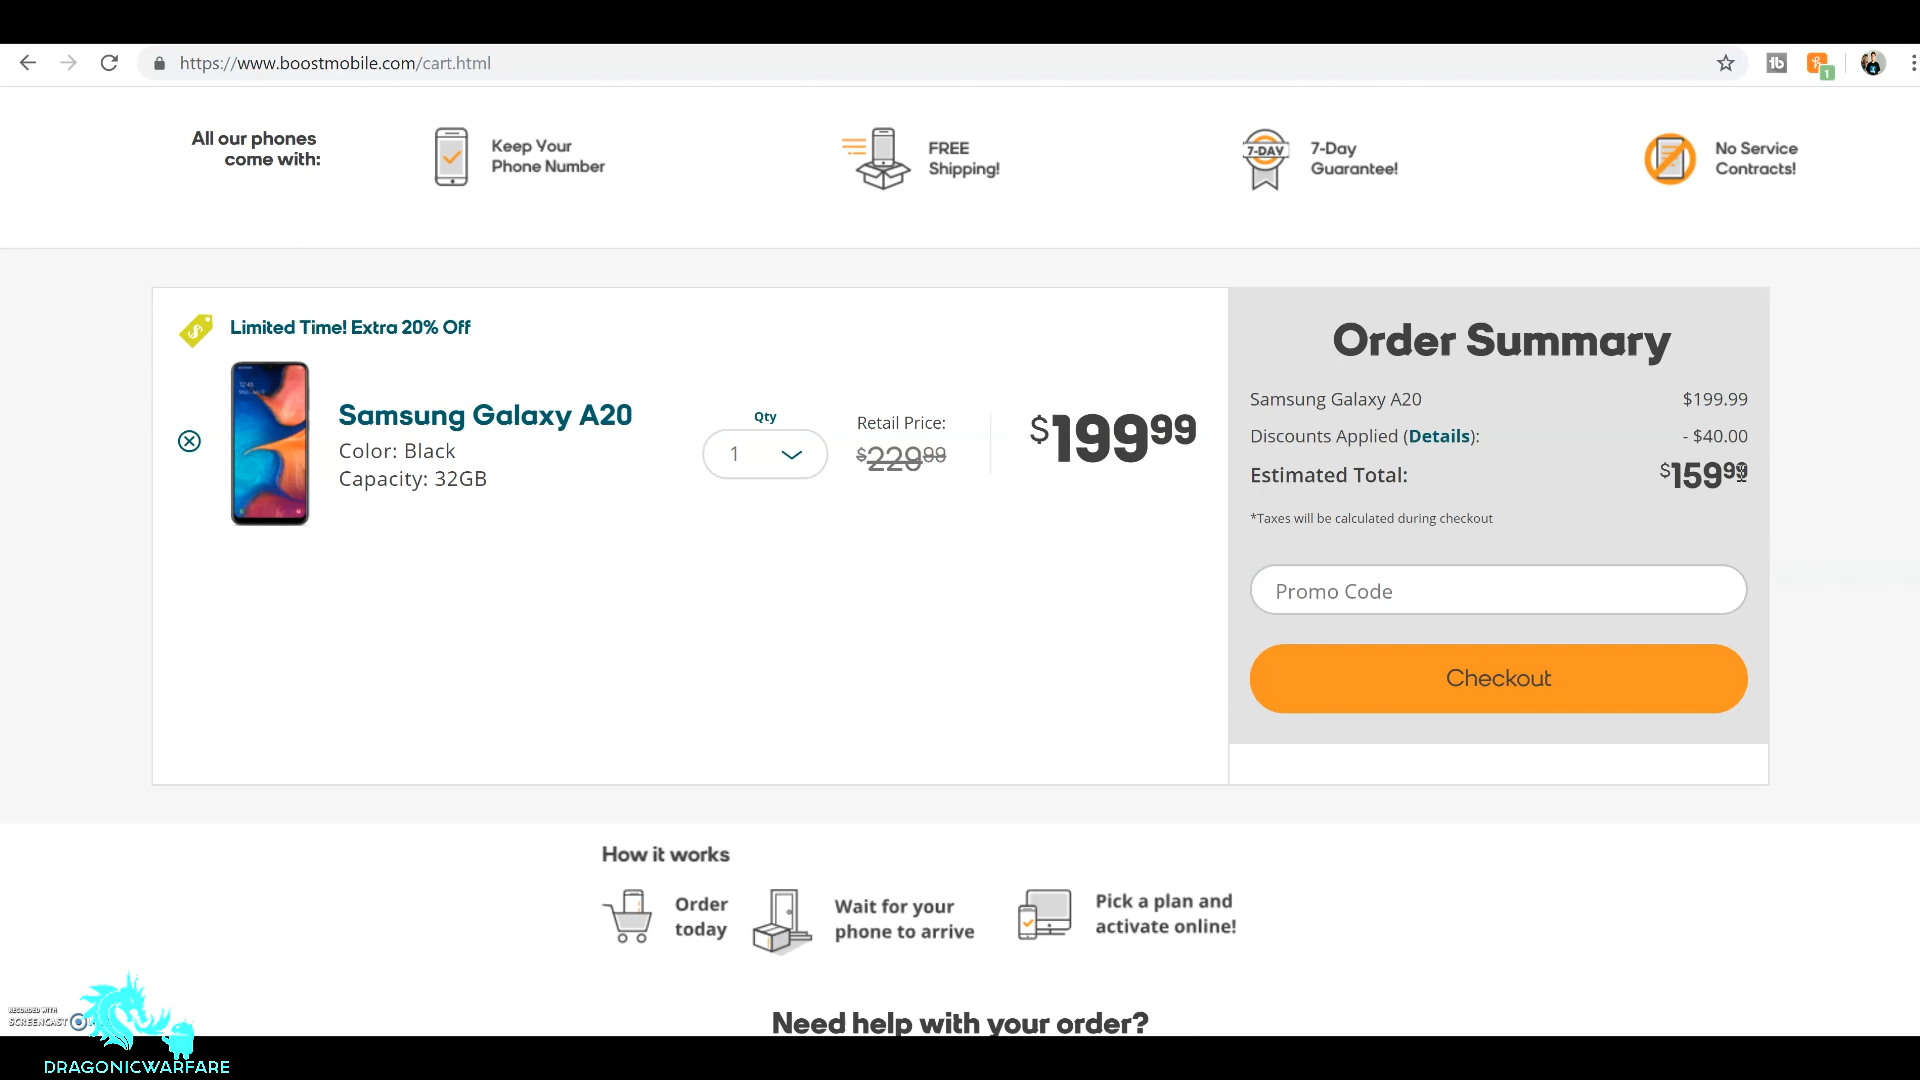 https://www.boostmobile.com/cart.html
All our phones
come with:
Keep Your
Phone Number
FREE
Shipping!
7-DAY
7-Day
Guarantee!
No Service
Contracts!
Limited Time! Extra 20% Off
Samsung Galaxy A20
Color: Black
Capacity: 32GB
Qty
1
Retail Price:
$229.99
$199.99
Order Summary
Samsung Galaxy A20 $199.99
Discounts Applied (Details): - $40.00
Estimated Total: $159.99
*Taxes will be calculated during checkout
Promo Code
Checkout
How it works
Order
today
Wait for your
phone to arrive
Pick a plan and
activate online!
Need help with your order?
RECORDED WITH
SCREENCAST
DRAGONICWARFARE